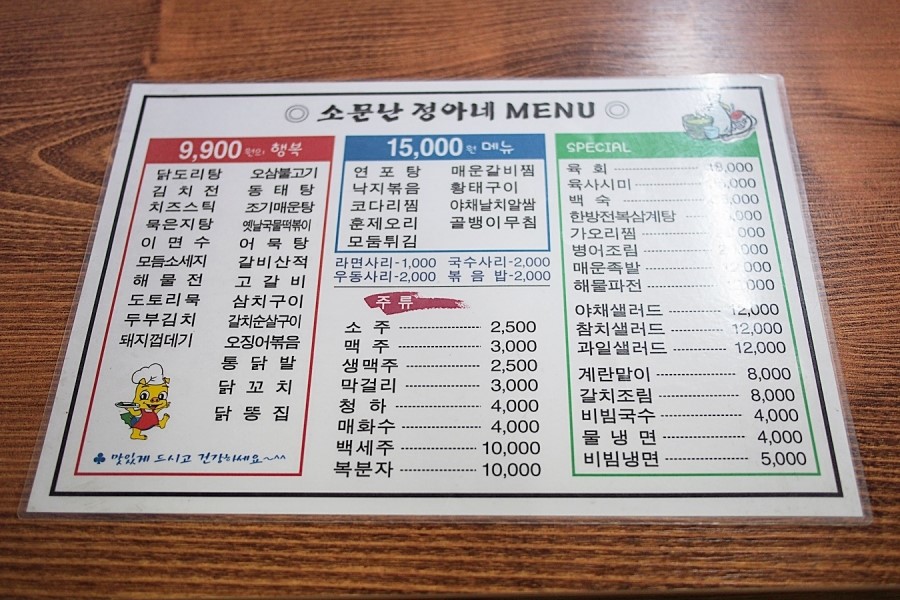 소문난 정아네 MENU
9,900원의 행복
닭도리탕 오삼불고기
김치전 동태탕
치즈스틱 조기매운탕
묵은지탕 옛날국물떡볶이
이면수 어묵탕
모듬소세지 갈비산적
해물전 고갈비
도토리묵 삼치구이
두부김치 갈치순살구이
돼지껍데기 오징어볶음
통닭발
닭꼬치
닭똥집
맛있게 드시고 건강하세요~^^
15,000원 메뉴
연포탕 매운갈비찜
낙지볶음 황태구이
코다리찜 야채날치알쌈
훈제오리 골뱅이무침
모둠튀김
라면사리-1,000 국수사리-2,000
우동사리-2,000 볶음밥-2,000
주류
소주 2,500
맥주 3,000
생맥주 2,500
막걸리 3,000
청하 4,000
매화수 4,000
백세주 10,000
복분자 10,000
SPECIAL
육회
육사시미
백숙
한방전복삼계탕
가오리찜
병어조림
매운족발
해물파전
야채샐러드 12,000
참치샐러드 12,000
과일샐러드 12,000
계란말이 8,000
갈치조림 8,000
비빔국수 4,000
물냉면 4,000
비빔냉면 5,000